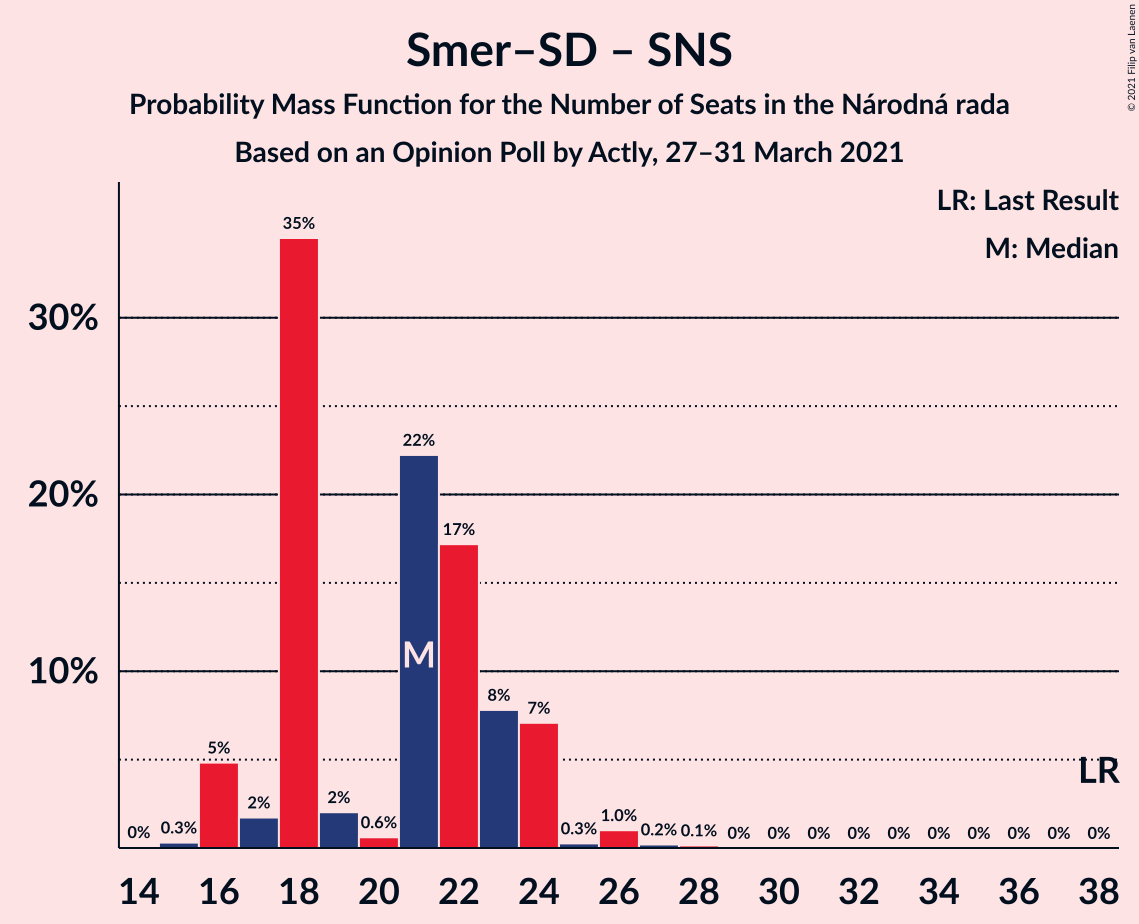 Smer–SD – SNS
Probability Mass Function for the Number of Seats in the Národná rada
Based on an Opinion Poll by Actly, 27–31 March 2021
© 2021 Filip van Laenen
LR: Last Result
M: Median
30%
20%
10%
0% 0.3% 5% 2% 35% 2% 0.6% 22% 17% 8% 7% 0.3% 1.0% 0.2% 0.1% 0% 0% 0% 0% 0% 0% 0% 0% 0% 0%
M
LR
14 16 18 20 22 24 26 28 30 32 34 36 38